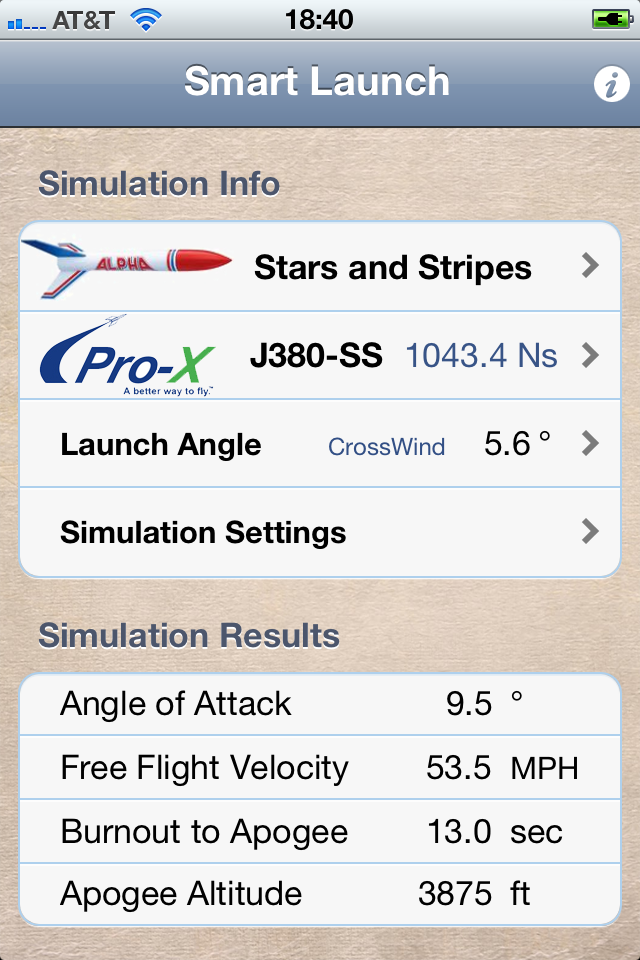 AT&T 18:40
Smart Launch
Simulation Info
ALPHA Stars and Stripes
Pro-X J380-SS 1043.4 Ns
A better way to fly.™
Launch Angle CrossWind 5.6 °
Simulation Settings
Simulation Results
Angle of Attack 9.5 °
Free Flight Velocity 53.5 MPH
Burnout to Apogee 13.0 sec
Apogee Altitude 3875 ft